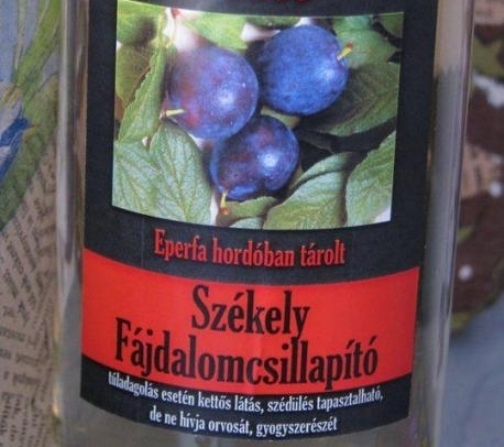 Eperfa hordóban tárolt
Székely
Fájdalomcsillapító
túladagolás esetén kettős látás, szédülés tapasztalható,
de ne hívja orvosát, gyogyszerészét